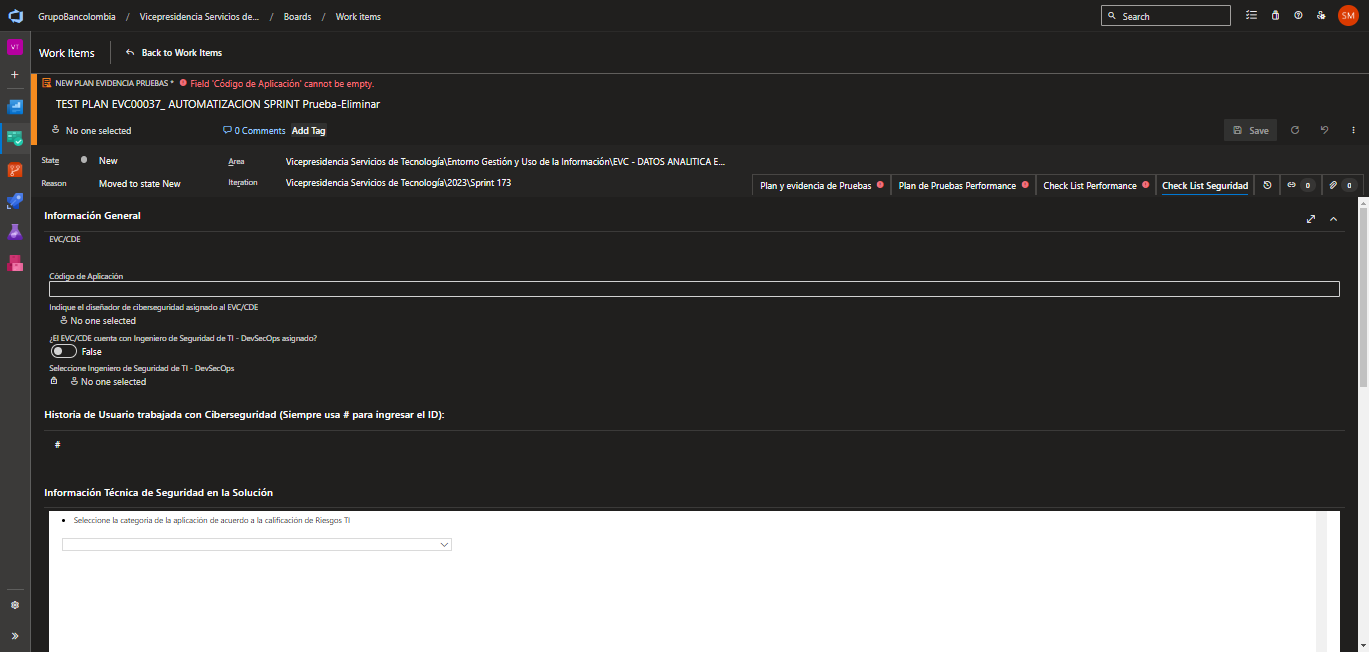 GrupoBancolombia / Vicepresidencia Servicios de... / Boards / Work items
Search
SM
VT
Work Items
Back to Work Items
NEW PLAN EVIDENCIA PRUEBAS * Field 'Código de Aplicación' cannot be empty.
TEST PLAN EVC00037_ AUTOMATIZACION SPRINT Prueba-Eliminar
No one selected
0 Comments
Add Tag
Save
State New
Area Vicepresidencia Servicios de Tecnología\Entorno Gestión y Uso de la Información\EVC - DATOS ANALITICA E...
Reason Moved to state New
Iteration Vicepresidencia Servicios de Tecnología\2023\Sprint 173
Plan y evidencia de Pruebas
Plan de Pruebas Performance
Check List Performance
Check List Seguridad
0
0
Información General
EVC/CDE
Código de Aplicación
Indique el diseñador de ciberseguridad asignado al EVC/CDE
No one selected
¿El EVC/CDE cuenta con Ingeniero de Seguridad de TI - DevSecOps asignado?
False
Seleccione Ingeniero de Seguridad de TI - DevSecOps
No one selected
Historia de Usuario trabajada con Ciberseguridad (Siempre usa # para ingresar el ID):
#
Información Técnica de Seguridad en la Solución
Seleccione la categoría de la aplicación de acuerdo a la calificación de Riesgos TI